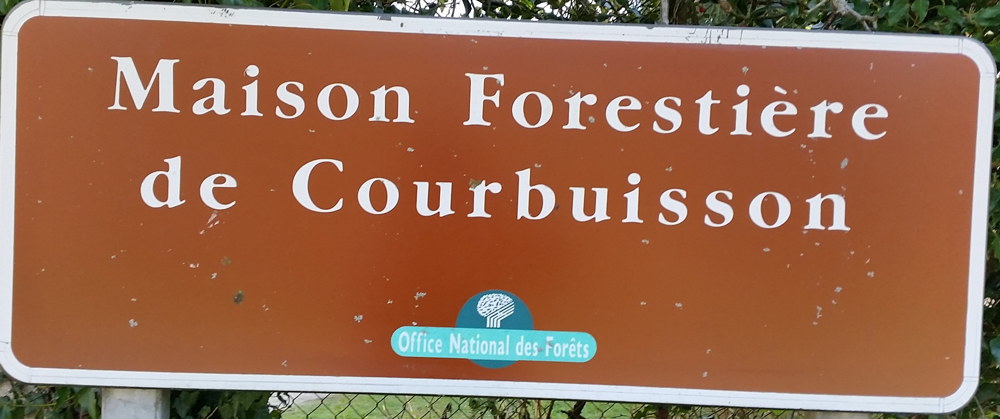 Maison Forestière
de Courbuisson
Office National des Forêts